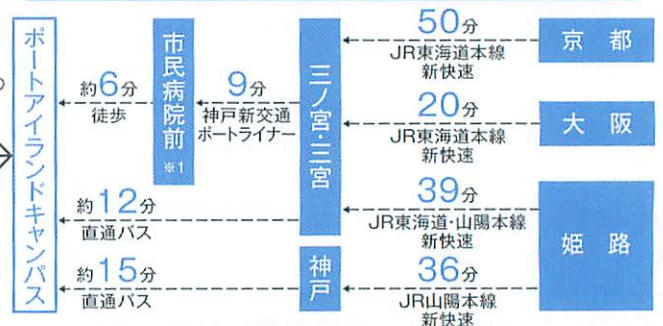 ポートアイランドキャンパス
約6分
徒歩
市民病院前
※1
9分
神戸新交通
ポートライナー
三ノ宮・三宮
50分
JR東海道本線
新快速
京都
20分
JR東海道本線
新快速
大阪
約12分
直通バス
39分
JR東海道・山陽本線
新快速
姫路
約15分
直通バス
神戸
36分
JR山陽本線
新快速